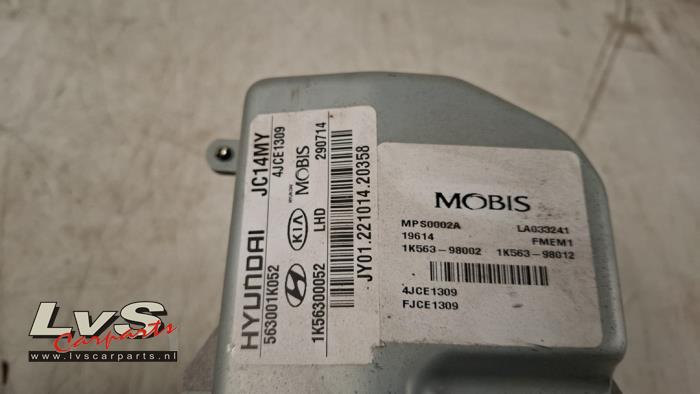 HYUNDAI JC14MY
563001K052 4JCE1309
HYUNDAI KIA MOBIS
1K56300052 LHD 290714
JY01.221014.20358
MOBIS
MPS0002A LA033241
19614 FMEM1
1K563-98002 1K563-98012
4JCE1309
FJCE1309
LvS
Carparts
www.lvscarparts.nl